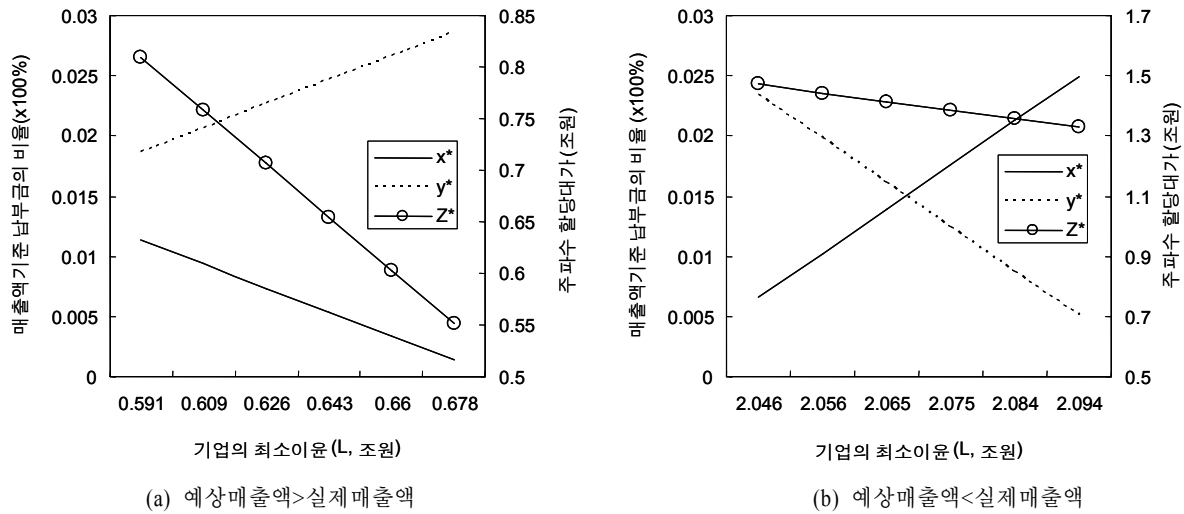 매출액기준 납부금의 비율(x100%)
0.03
0.025
0.02
0.015
0.01
0.005
0
0.85
0.8
0.75
0.7
0.65
0.6
0.55
0.5
주파수 할당대가 (조원)
x*
y*
Z*
0.591 0.609 0.626 0.643 0.66 0.678
기업의 최소이윤 (L, 조원)
(a) 예상매출액>실제매출액
매출액기준 납부금의 비율 (x100%)
0.03
0.025
0.02
0.015
0.01
0.005
0
1.7
1.5
1.3
1.1
0.9
0.7
0.5
주파수 할당대가 (조원)
x*
y*
Z*
2.046 2.056 2.065 2.075 2.084 2.094
기업의 최소이윤 (L, 조원)
(b) 예상매출액<실제매출액